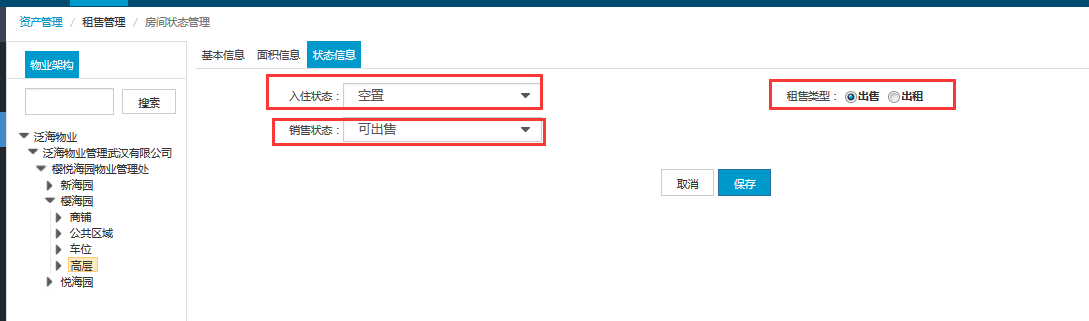 资产管理 / 租售管理 / 房间状态管理
物业架构
搜索
泛海物业
泛海物业管理武汉有限公司
樱悦海园物业管理处
新海园
樱海园
商铺
公共区域
车位
高层
悦海园
基本信息 面积信息 状态信息
入住状态： 空置
租售类型： 出售 出租
销售状态： 可出售
取消 保存